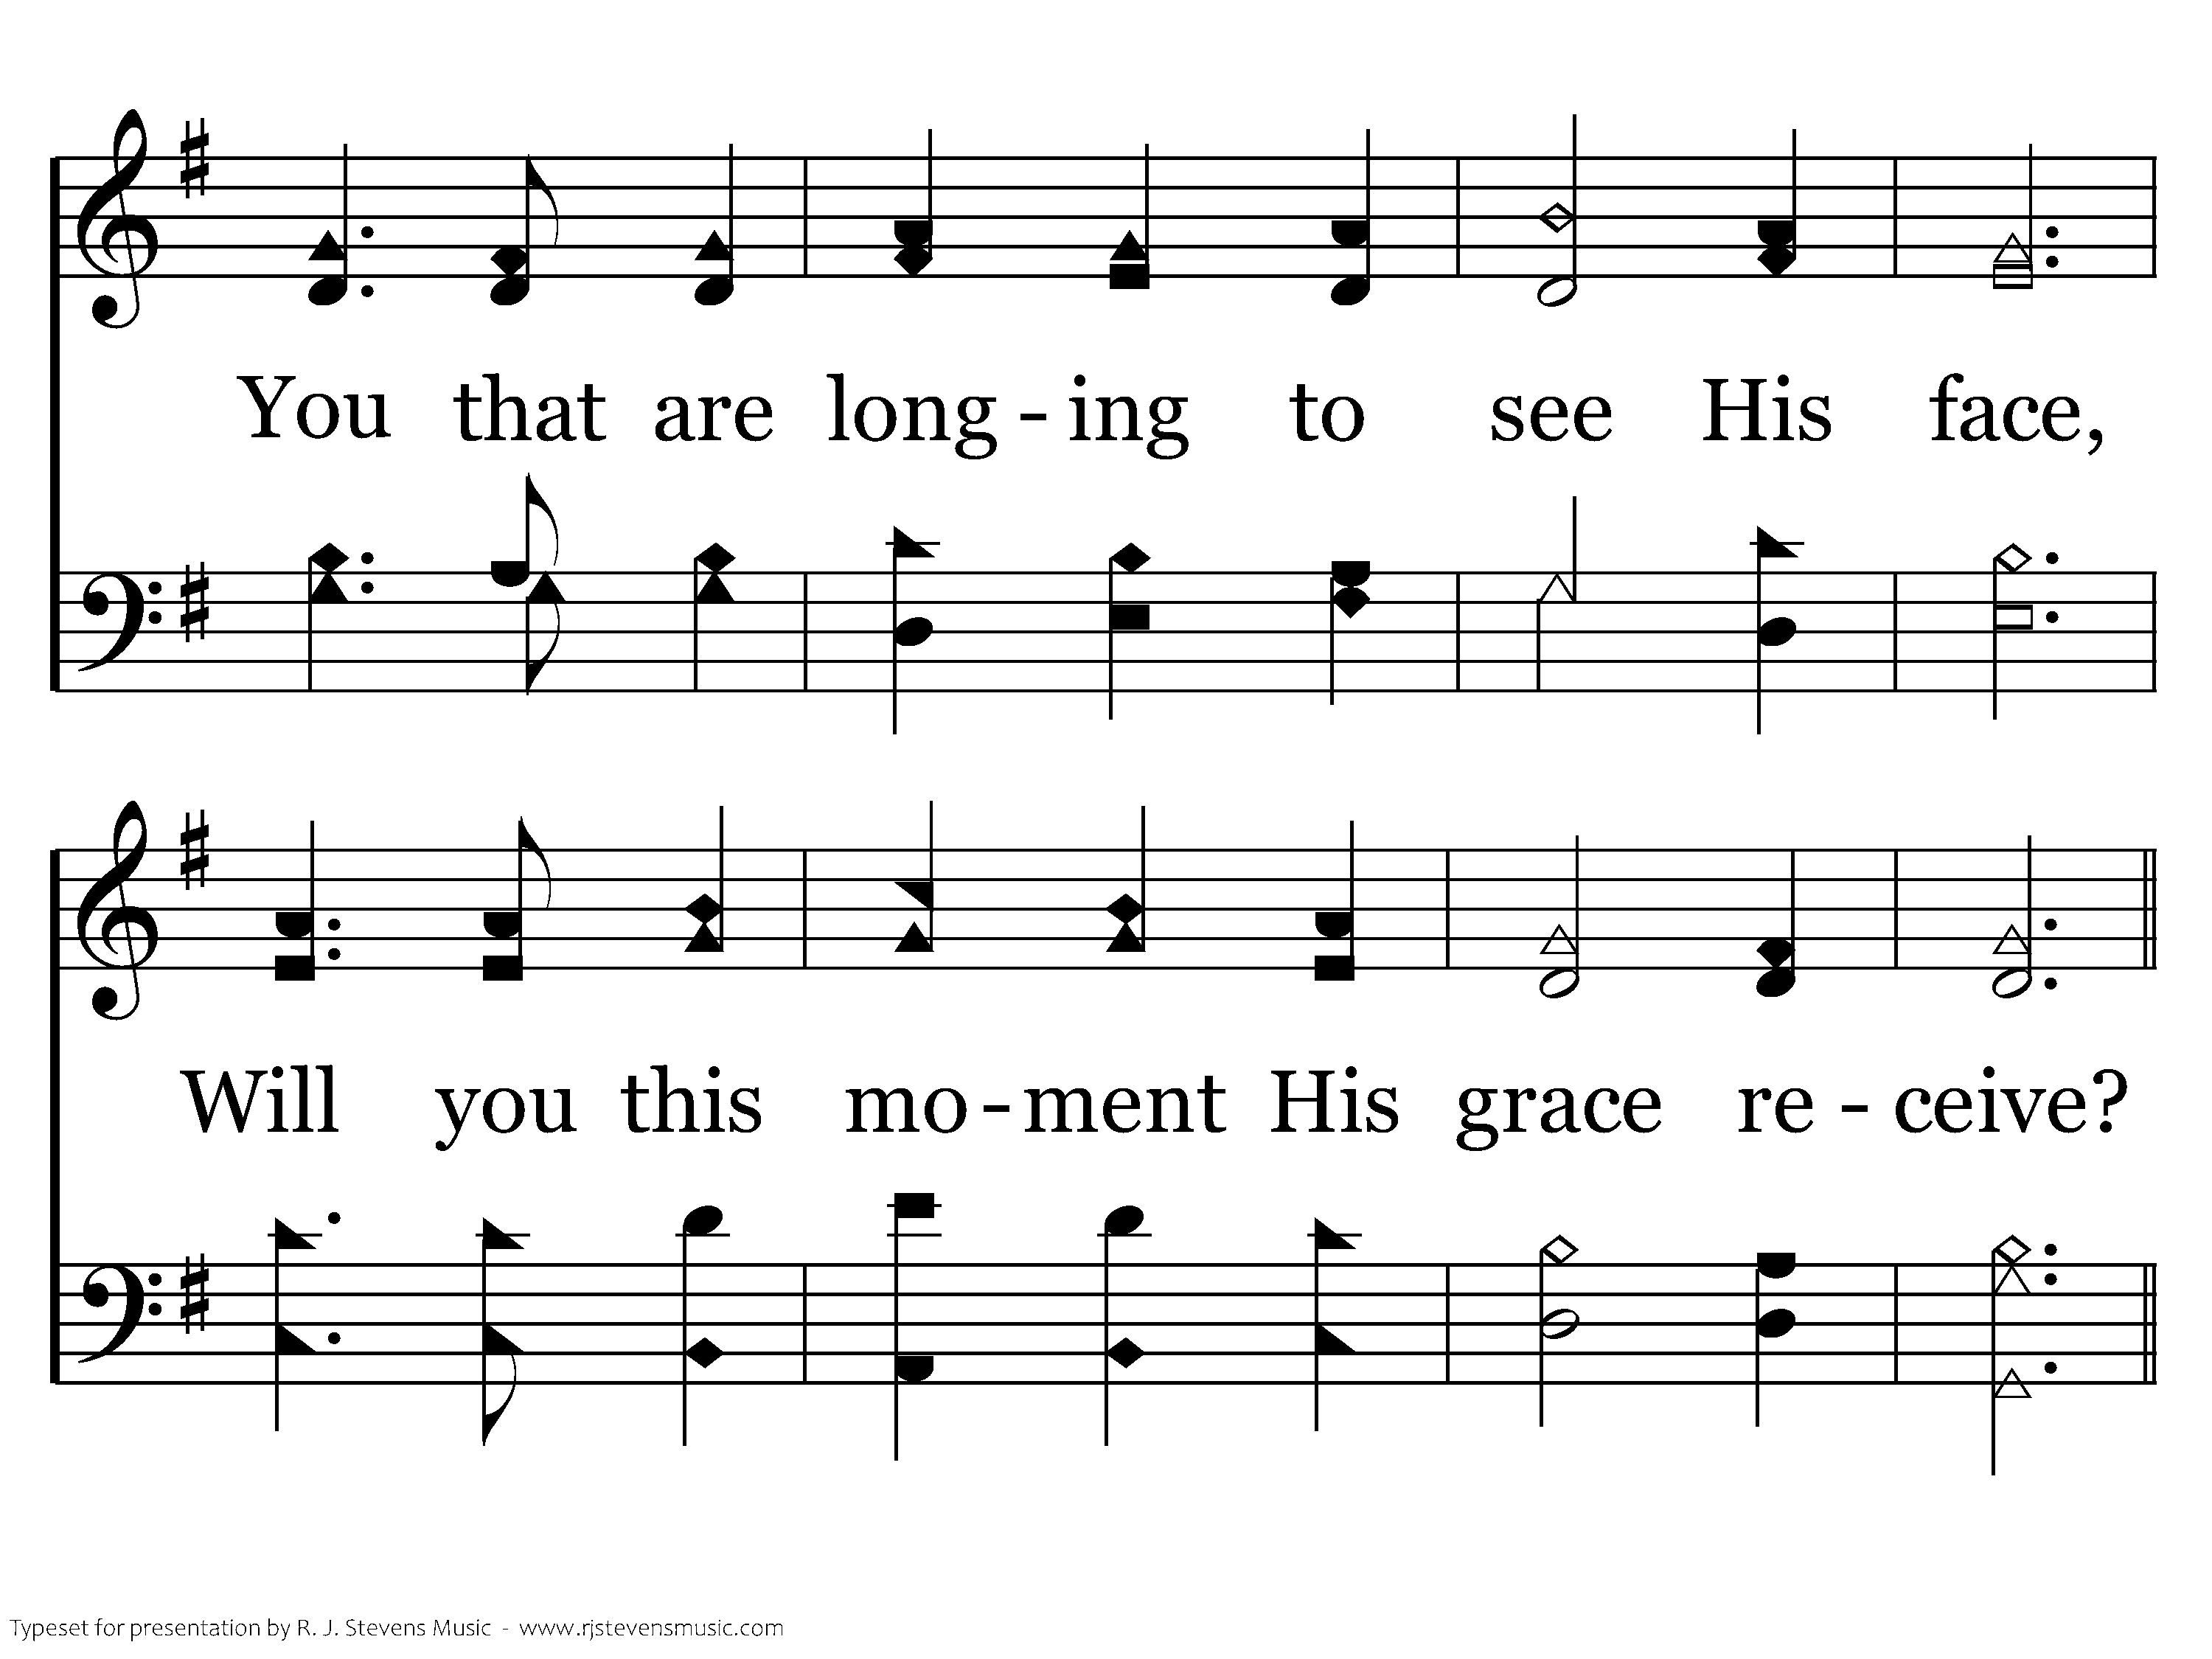 You that are long - ing to see His face,
Will you this mo - ment His grace re - ceive?
Typeset for presentation by R. J. Stevens Music - www.rjstevensmusic.com